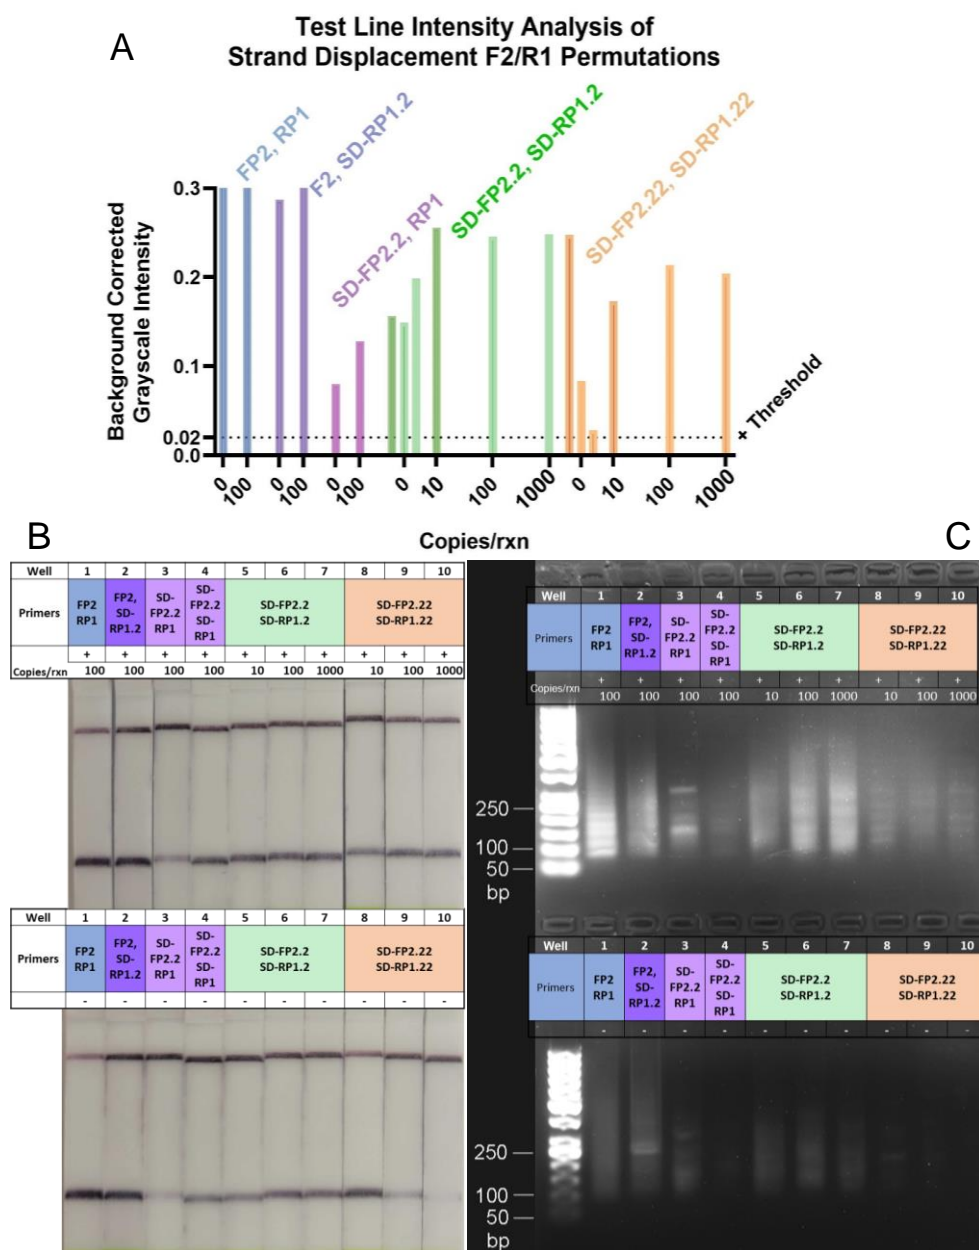 A
Test Line Intensity Analysis of
Strand Displacement F2/R1 Permutations
Background Corrected
Grayscale Intensity
0.3
0.2
0.1
0.02
0.0
FP2, RP1
F2, SD-RP1.2
SD-FP2.2, RP1
SD-FP2.2, SD-RP1.2
SD-FP2.22, SD-RP1.22
+ Threshold
0 100 0 100 0 100 0 10 100 1000 0 10 100 1000
Copies/rxn
B
Well 1 2 3 4 5 6 7 8 9 10
Primers
FP2 RP1
FP2, SD-RP1.2
SD-FP2.2 RP1
SD-FP2.2 SD-RP1
SD-FP2.2 SD-RP1.2
SD-FP2.22 SD-RP1.22
+ + + + + + + + + +
Copies/rxn 100 100 100 100 10 100 1000 10 100 1000
Well 1 2 3 4 5 6 7 8 9 10
Primers
FP2 RP1
FP2, SD-RP1.2
SD-FP2.2 RP1
SD-FP2.2 SD-RP1
SD-FP2.2 SD-RP1.2
SD-FP2.22 SD-RP1.22
- - - - - - - - - -
C
Well 1 2 3 4 5 6 7 8 9 10
Primers
FP2 RP1
FP2, SD-RP1.2
SD-FP2.2 RP1
SD-FP2.2 SD-RP1
SD-FP2.2 SD-RP1.2
SD-FP2.22 SD-RP1.22
+ + + + + + + + + +
Copies/rxn 100 100 100 100 10 100 1000 10 100 1000
250
100
50
bp
Well 1 2 3 4 5 6 7 8 9 10
Primers
FP2 RP1
FP2, SD-RP1.2
SD-FP2.2 RP1
SD-FP2.2 SD-RP1
SD-FP2.2 SD-RP1.2
SD-FP2.22 SD-RP1.22
- - - - - - - - - -
250
100
50
bp